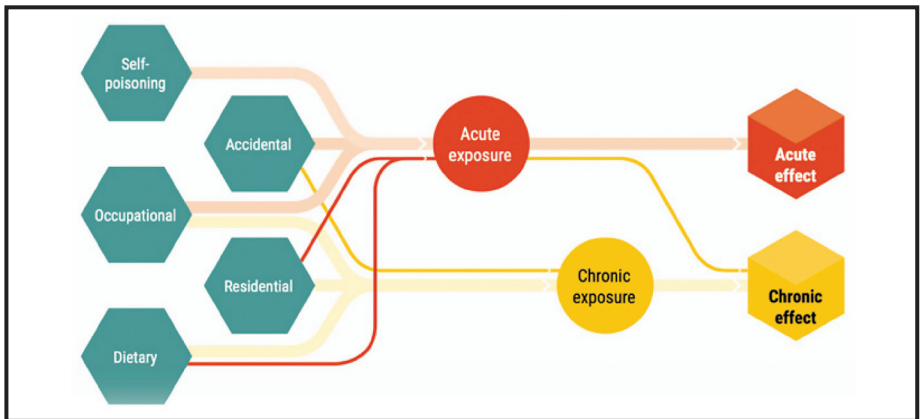 Self-
poisoning
Accidental
Acute
exposure
Acute
effect
Occupational
Residential
Chronic
exposure
Chronic
effect
Dietary